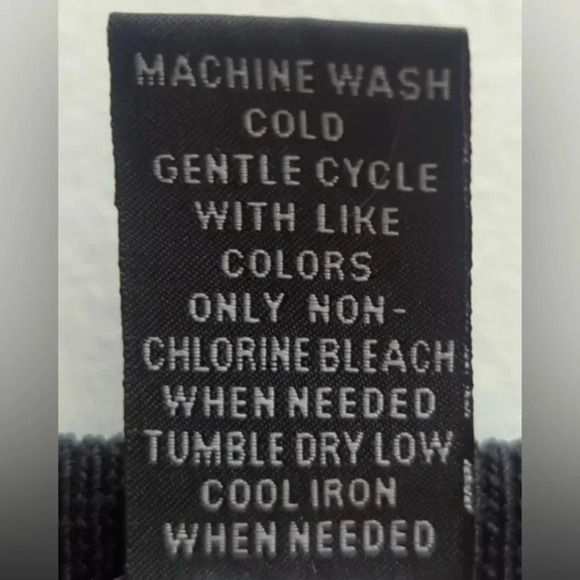 MACHINE WASH
COLD
GENTLE CYCLE
WITH LIKE
COLORS
ONLY NON-
CHLORINE BLEACH
WHEN NEEDED
TUMBLE DRY LOW
COOL IRON
WHEN NEEDED